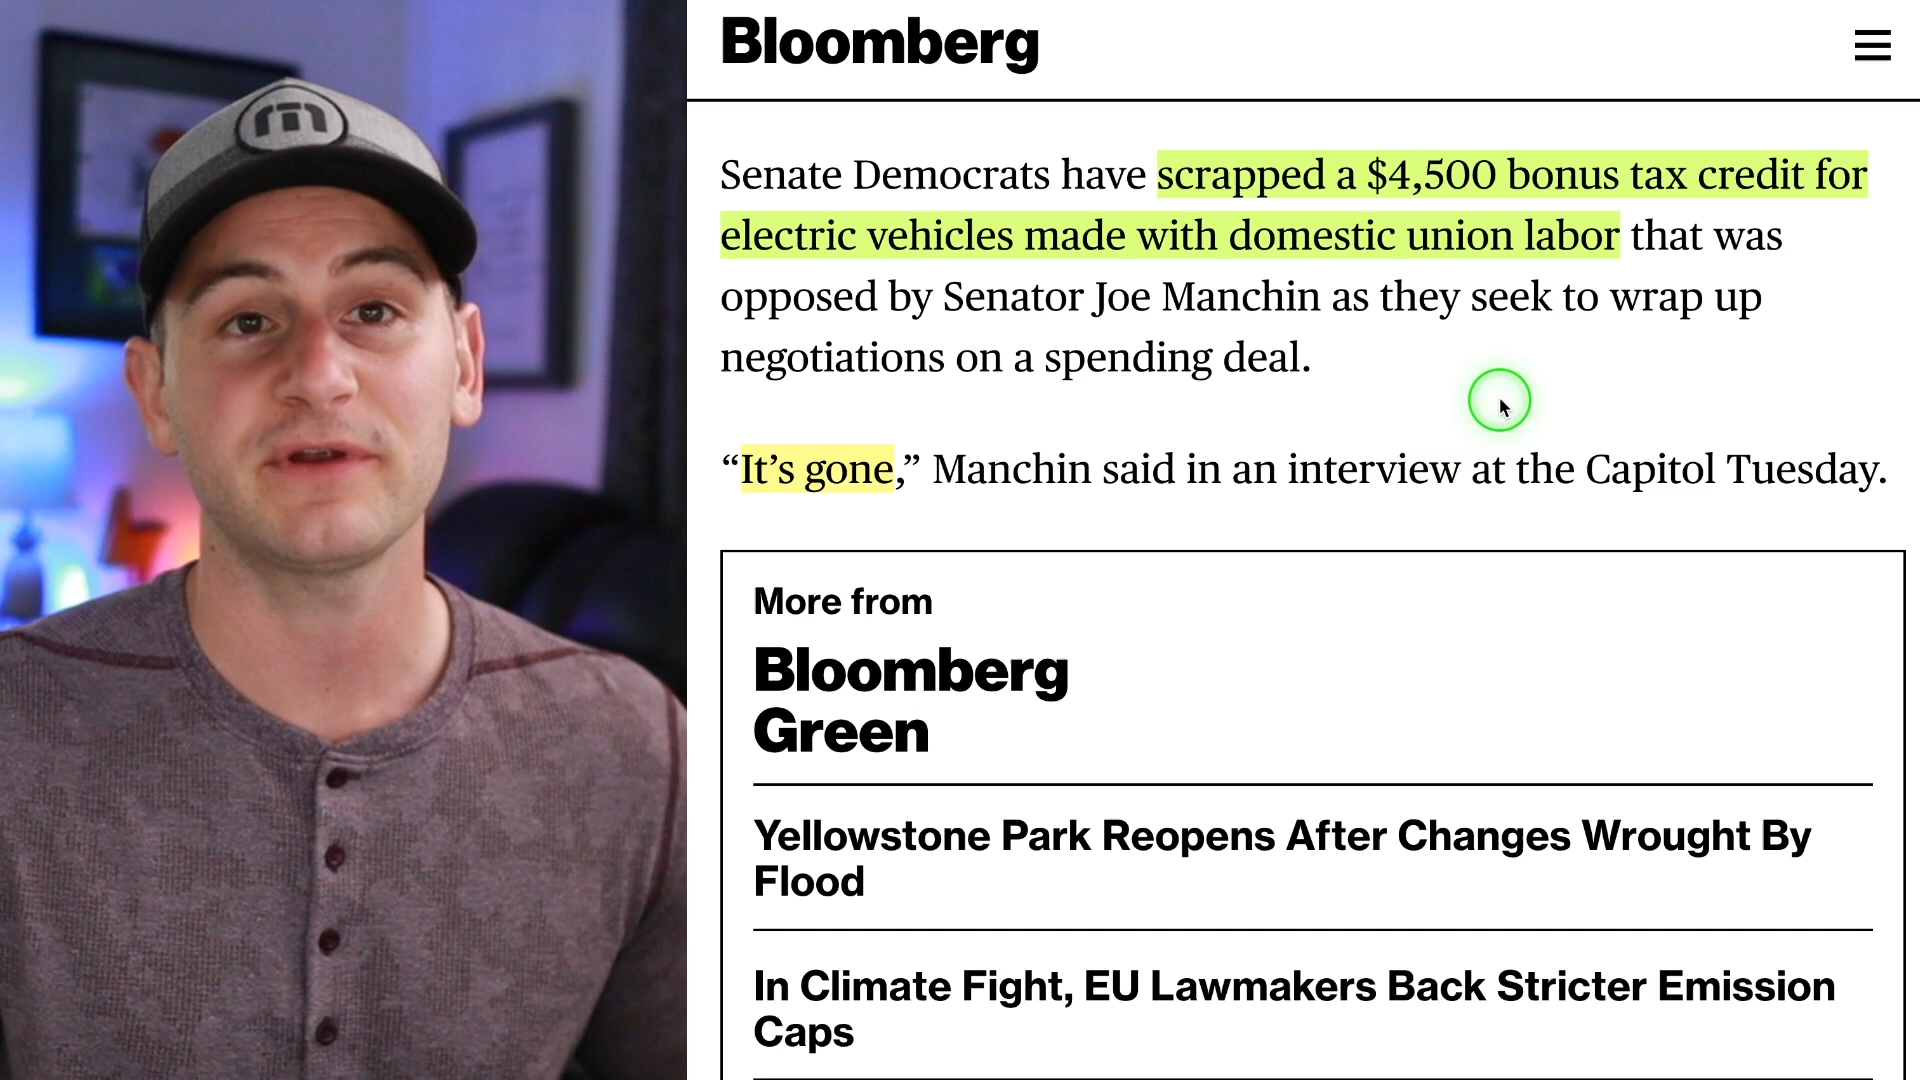 Bloomberg
Senate Democrats have scrapped a $4,500 bonus tax credit for
electric vehicles made with domestic union labor that was
opposed by Senator Joe Manchin as they seek to wrap up
negotiations on a spending deal.
“It’s gone,” Manchin said in an interview at the Capitol Tuesday.
More from
Bloomberg
Green
Yellowstone Park Reopens After Changes Wrought By
Flood
In Climate Fight, EU Lawmakers Back Stricter Emission
Caps